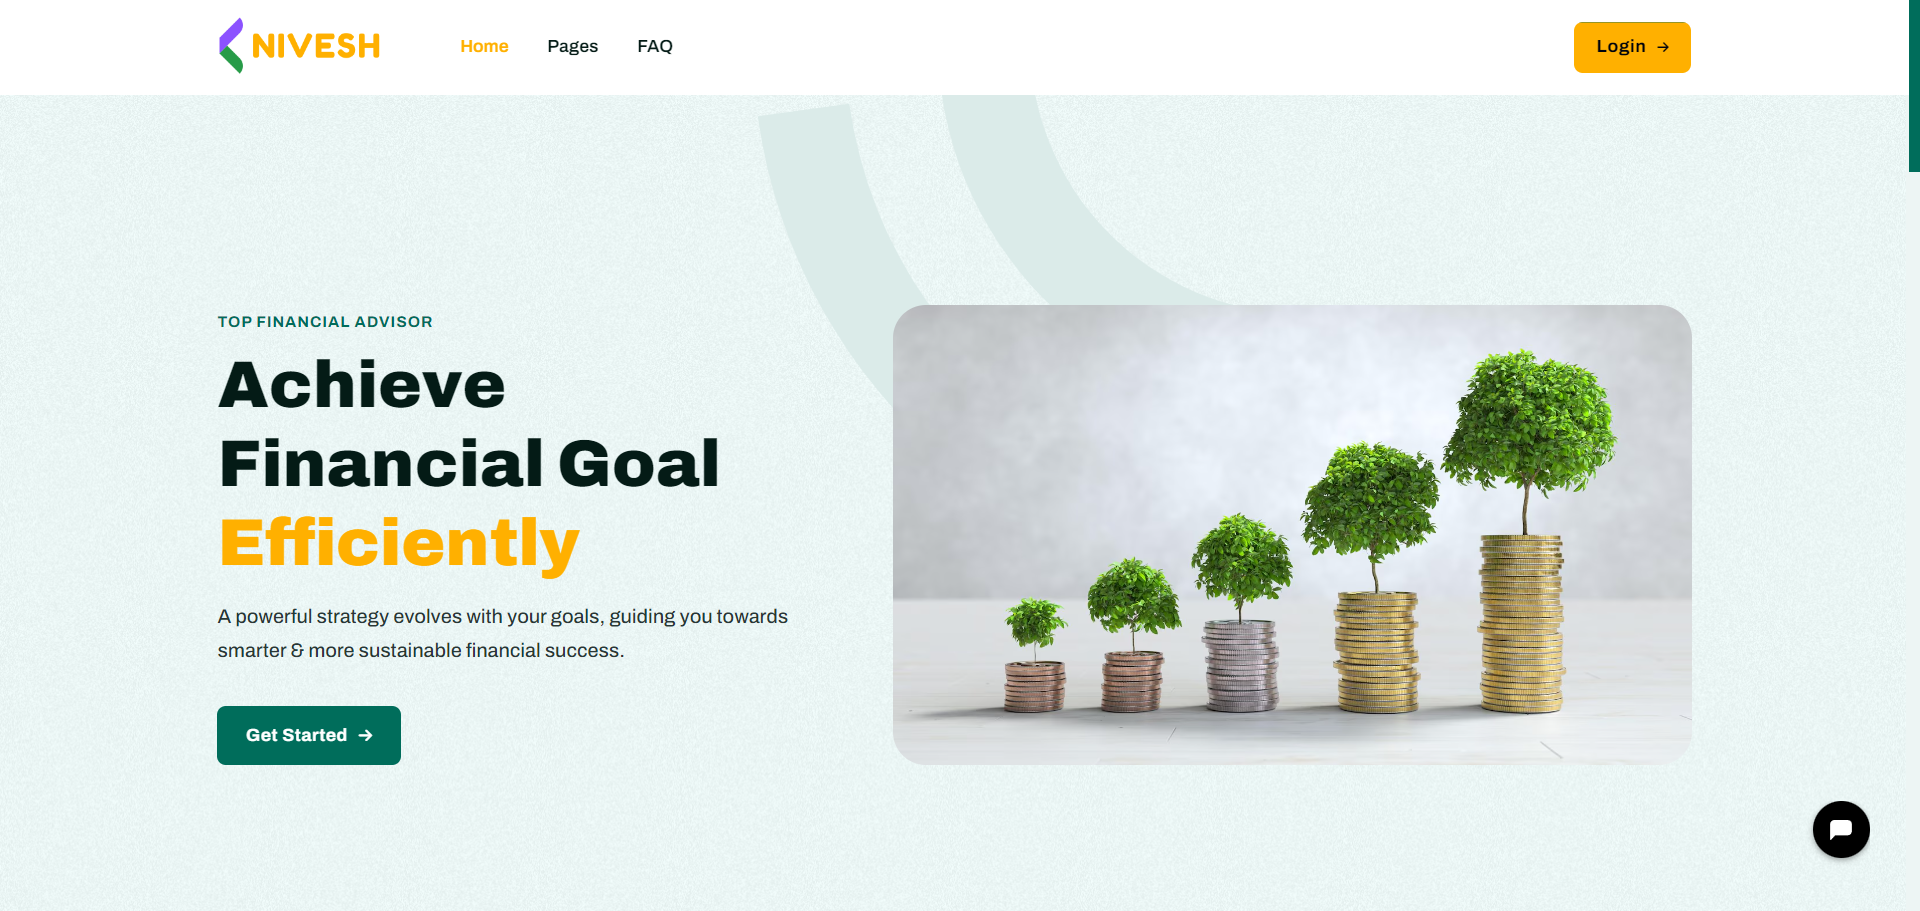 NIVESH
Home Pages FAQ
Login →
TOP FINANCIAL ADVISOR
Achieve
Financial Goal
Efficiently
A powerful strategy evolves with your goals, guiding you towards
smarter & more sustainable financial success.
Get Started →